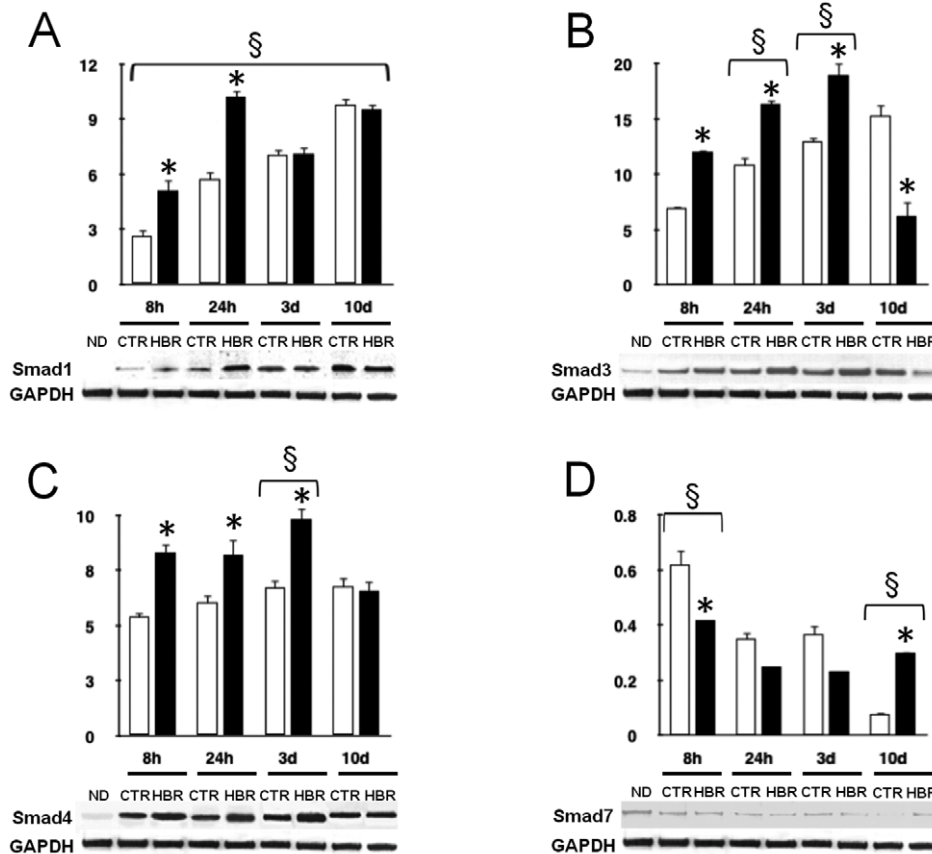 A
§
12
9
6
3
0
* *
8h 24h 3d 10d
ND CTR HBR CTR HBR CTR HBR CTR HBR
Smad1
GAPDH
B
§ §
20
15
10
5
0
* * * *
8h 24h 3d 10d
ND CTR HBR CTR HBR CTR HBR CTR HBR
Smad3
GAPDH
C
§
10
8
5
3
0
* * *
8h 24h 3d 10d
ND CTR HBR CTR HBR CTR HBR CTR HBR
Smad4
GAPDH
D
§ §
0.8
0.6
0.4
0.2
0
* *
8h 24h 3d 10d
ND CTR HBR CTR HBR CTR HBR CTR HBR
Smad7
GAPDH